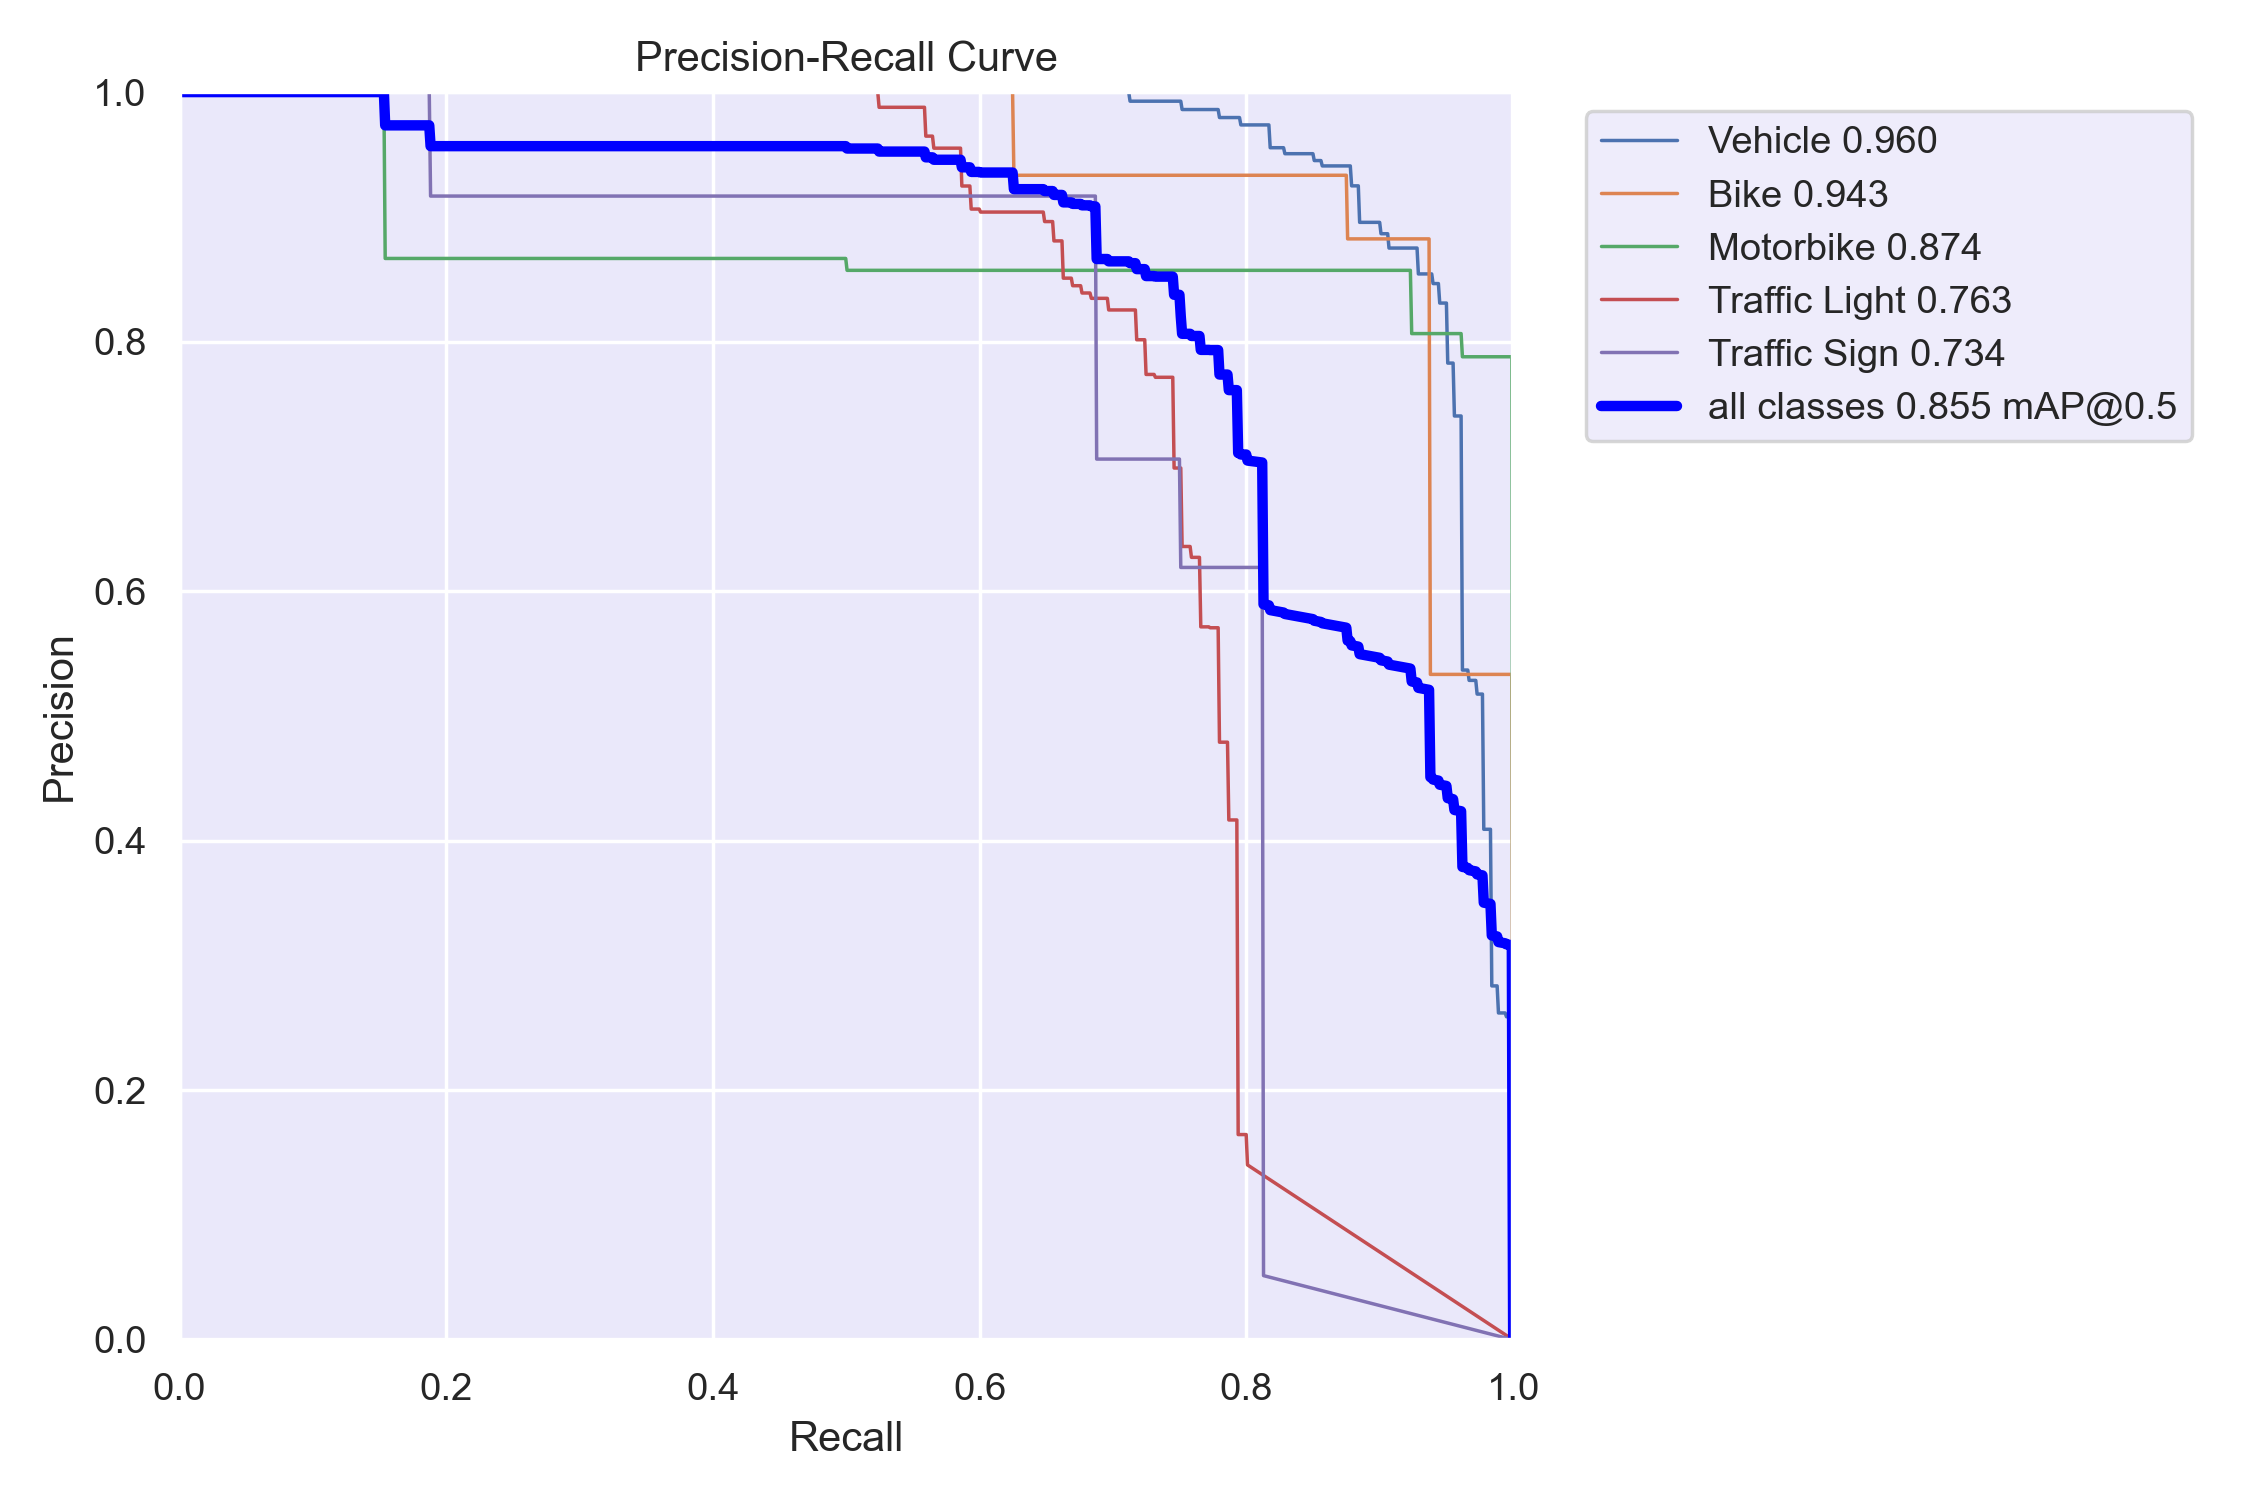 Precision-Recall Curve
1.0
0.8
0.6
0.4
0.2
0.0
Precision
0.0 0.2 0.4 0.6 0.8 1.0
Recall
Vehicle 0.960
Bike 0.943
Motorbike 0.874
Traffic Light 0.763
Traffic Sign 0.734
all classes 0.855 mAP@0.5